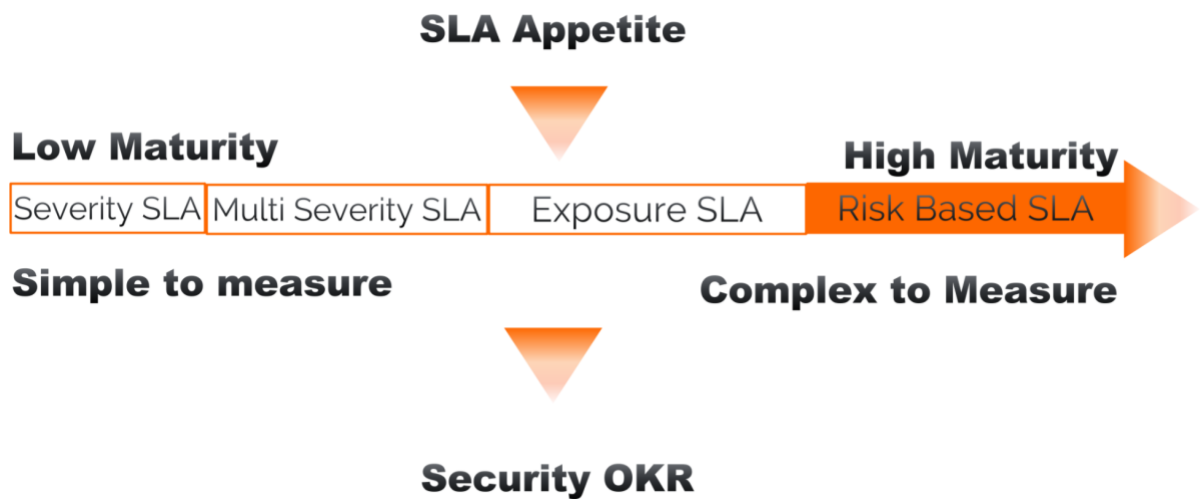 SLA Appetite
Low Maturity
High Maturity
Severity SLA
Multi Severity SLA
Exposure SLA
Risk Based SLA
Simple to measure
Complex to Measure
Security OKR